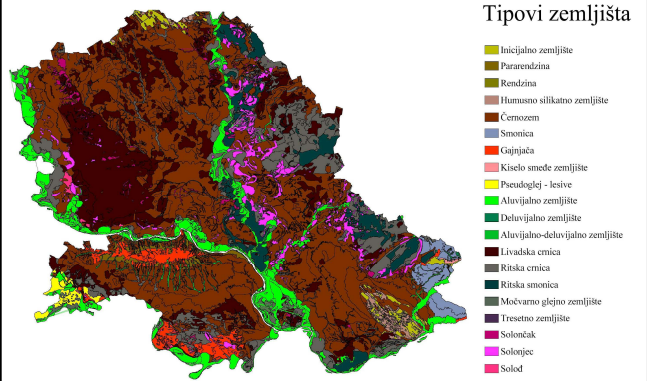 Tipovi zemljišta
Inicijalno zemljište
Pararendzina
Rendzina
Humusno silikatno zemljište
Černozem
Smonica
Gajnjača
Kiselo smeđe zemljište
Pseudoglej - lesive
Aluvijalno zemljište
Deluvijalno zemljište
Aluvijalno-deluvijalno zemljište
Livadska crnica
Ritska crnica
Ritska smonica
Močvarno glejno zemljište
Tresetno zemljište
Solončak
Solonjec
Solođ